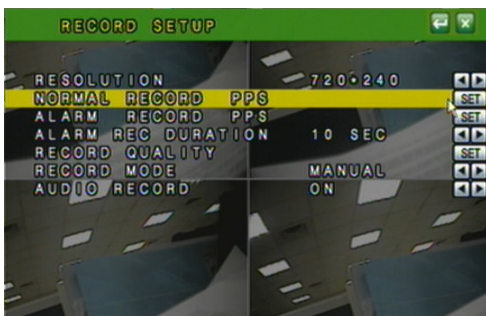 RECORD SETUP
RESOLUTION 720*240
NORMAL RECORD PPS SET
ALARM RECORD PPS SET
ALARM REC DURATION 10 SEC
RECORD QUALITY SET
RECORD MODE MANUAL
AUDIO RECORD ON